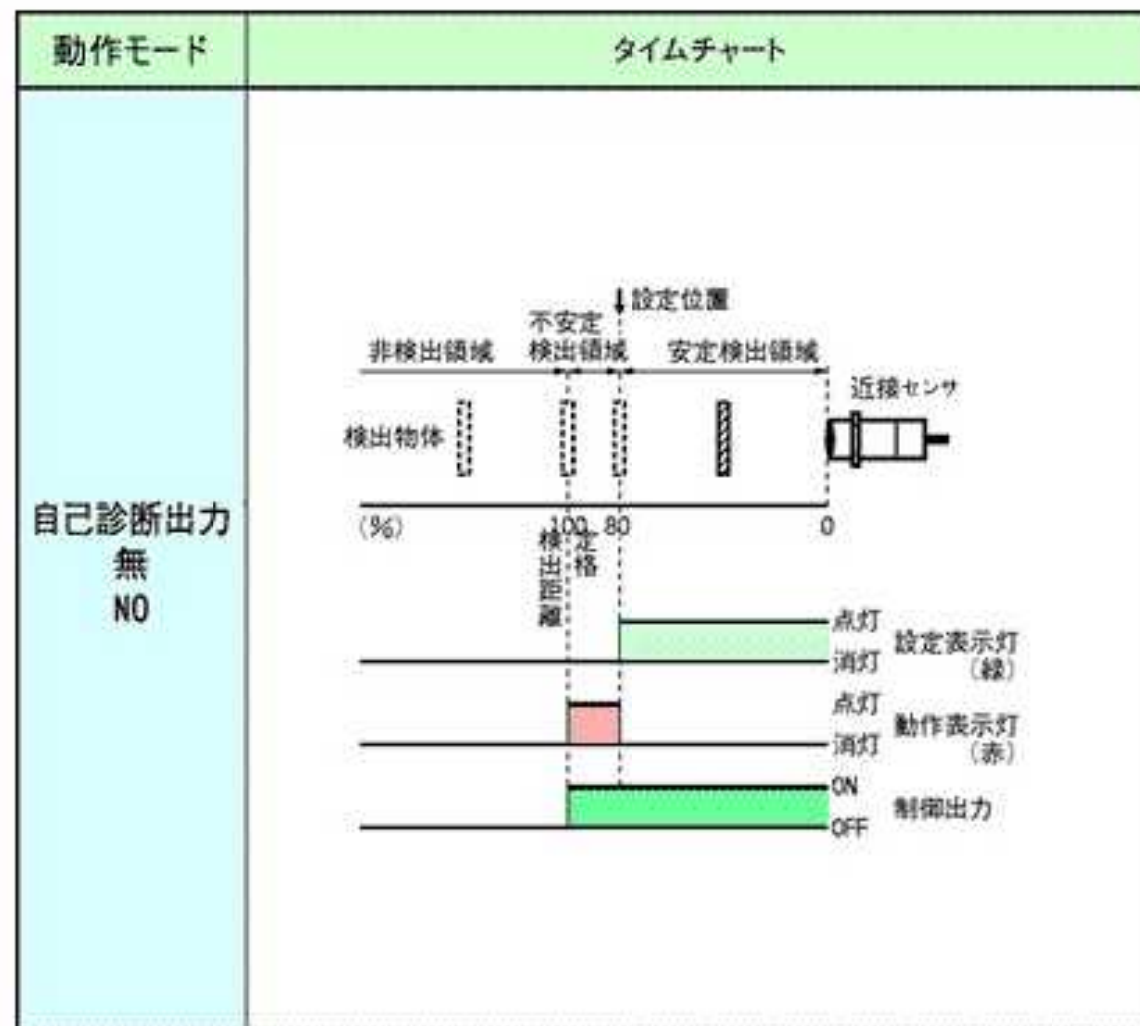 動作モード
タイムチャート
自己診断出力
無
NO
設定位置
不安定
非検出領域
検出領域
安定検出領域
近接センサ
検出物体
(%)
100
80
0
定格
検出距離
点灯
消灯
設定表示灯
(緑)
点灯
消灯
動作表示灯
(赤)
ON
OFF
制御出力